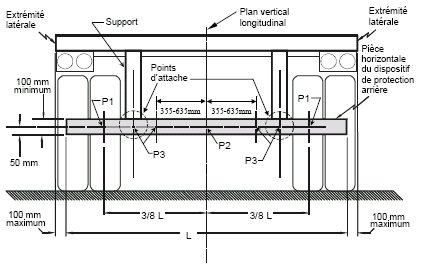 Extrémité
latérale
Support
Plan vertical
longitudinal
Extrémité
latérale
Points
d'attache
Pièce
horizontale
du dispositif
de protection
arrière
100 mm
minimum
355-635mm
355-635mm
P1
P1
P2
P3
P3
50 mm
3/8 L
3/8 L
100 mm
maximum
L
100 mm
maximum